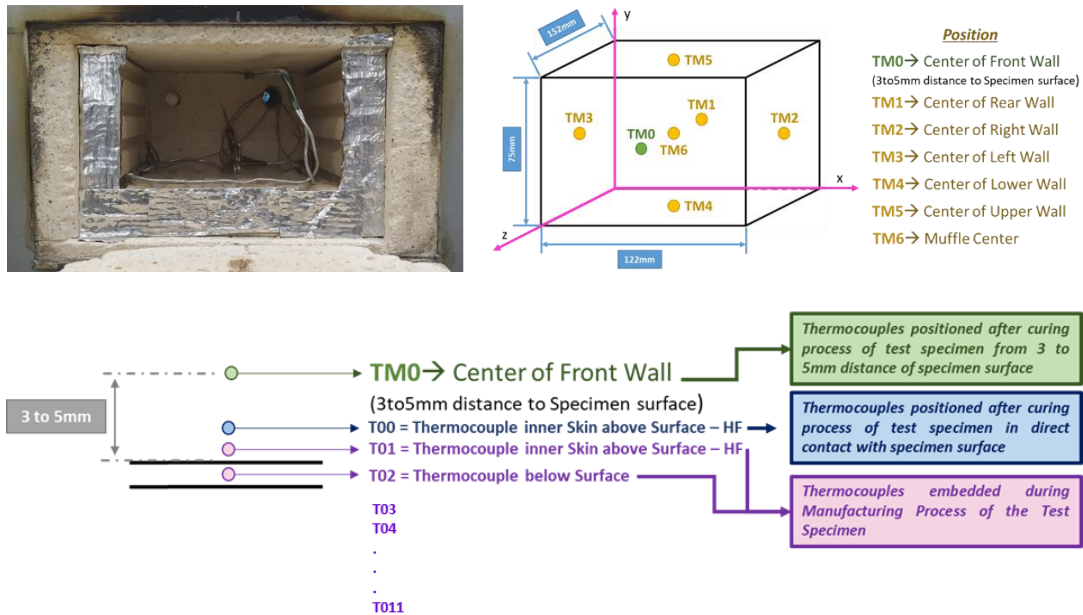 y
152mm
TM5
TM1
TM3
TM2
TM0
TM6
75mm
x
TM4
z
122mm
Position
TM0→ Center of Front Wall
(3to5mm distance to Specimen surface)
TM1→ Center of Rear Wall
TM2→ Center of Right Wall
TM3→ Center of Left Wall
TM4→ Center of Lower Wall
TM5→ Center of Upper Wall
TM6→ Muffle Center
3 to 5mm
TM0→ Center of Front Wall
(3to5mm distance to Specimen surface)
T00 = Thermocouple inner Skin above Surface – HF
T01 = Thermocouple inner Skin above Surface – HF
T02 = Thermocouple below Surface
T03
T04
.
.
.
T011
Thermocouples positioned after curing
process of test specimen from 3 to
5mm distance of specimen surface
Thermocouples positioned after curing
process of test specimen in direct
contact with specimen surface
Thermocouples embedded during
Manufacturing Process of the Test
Specimen